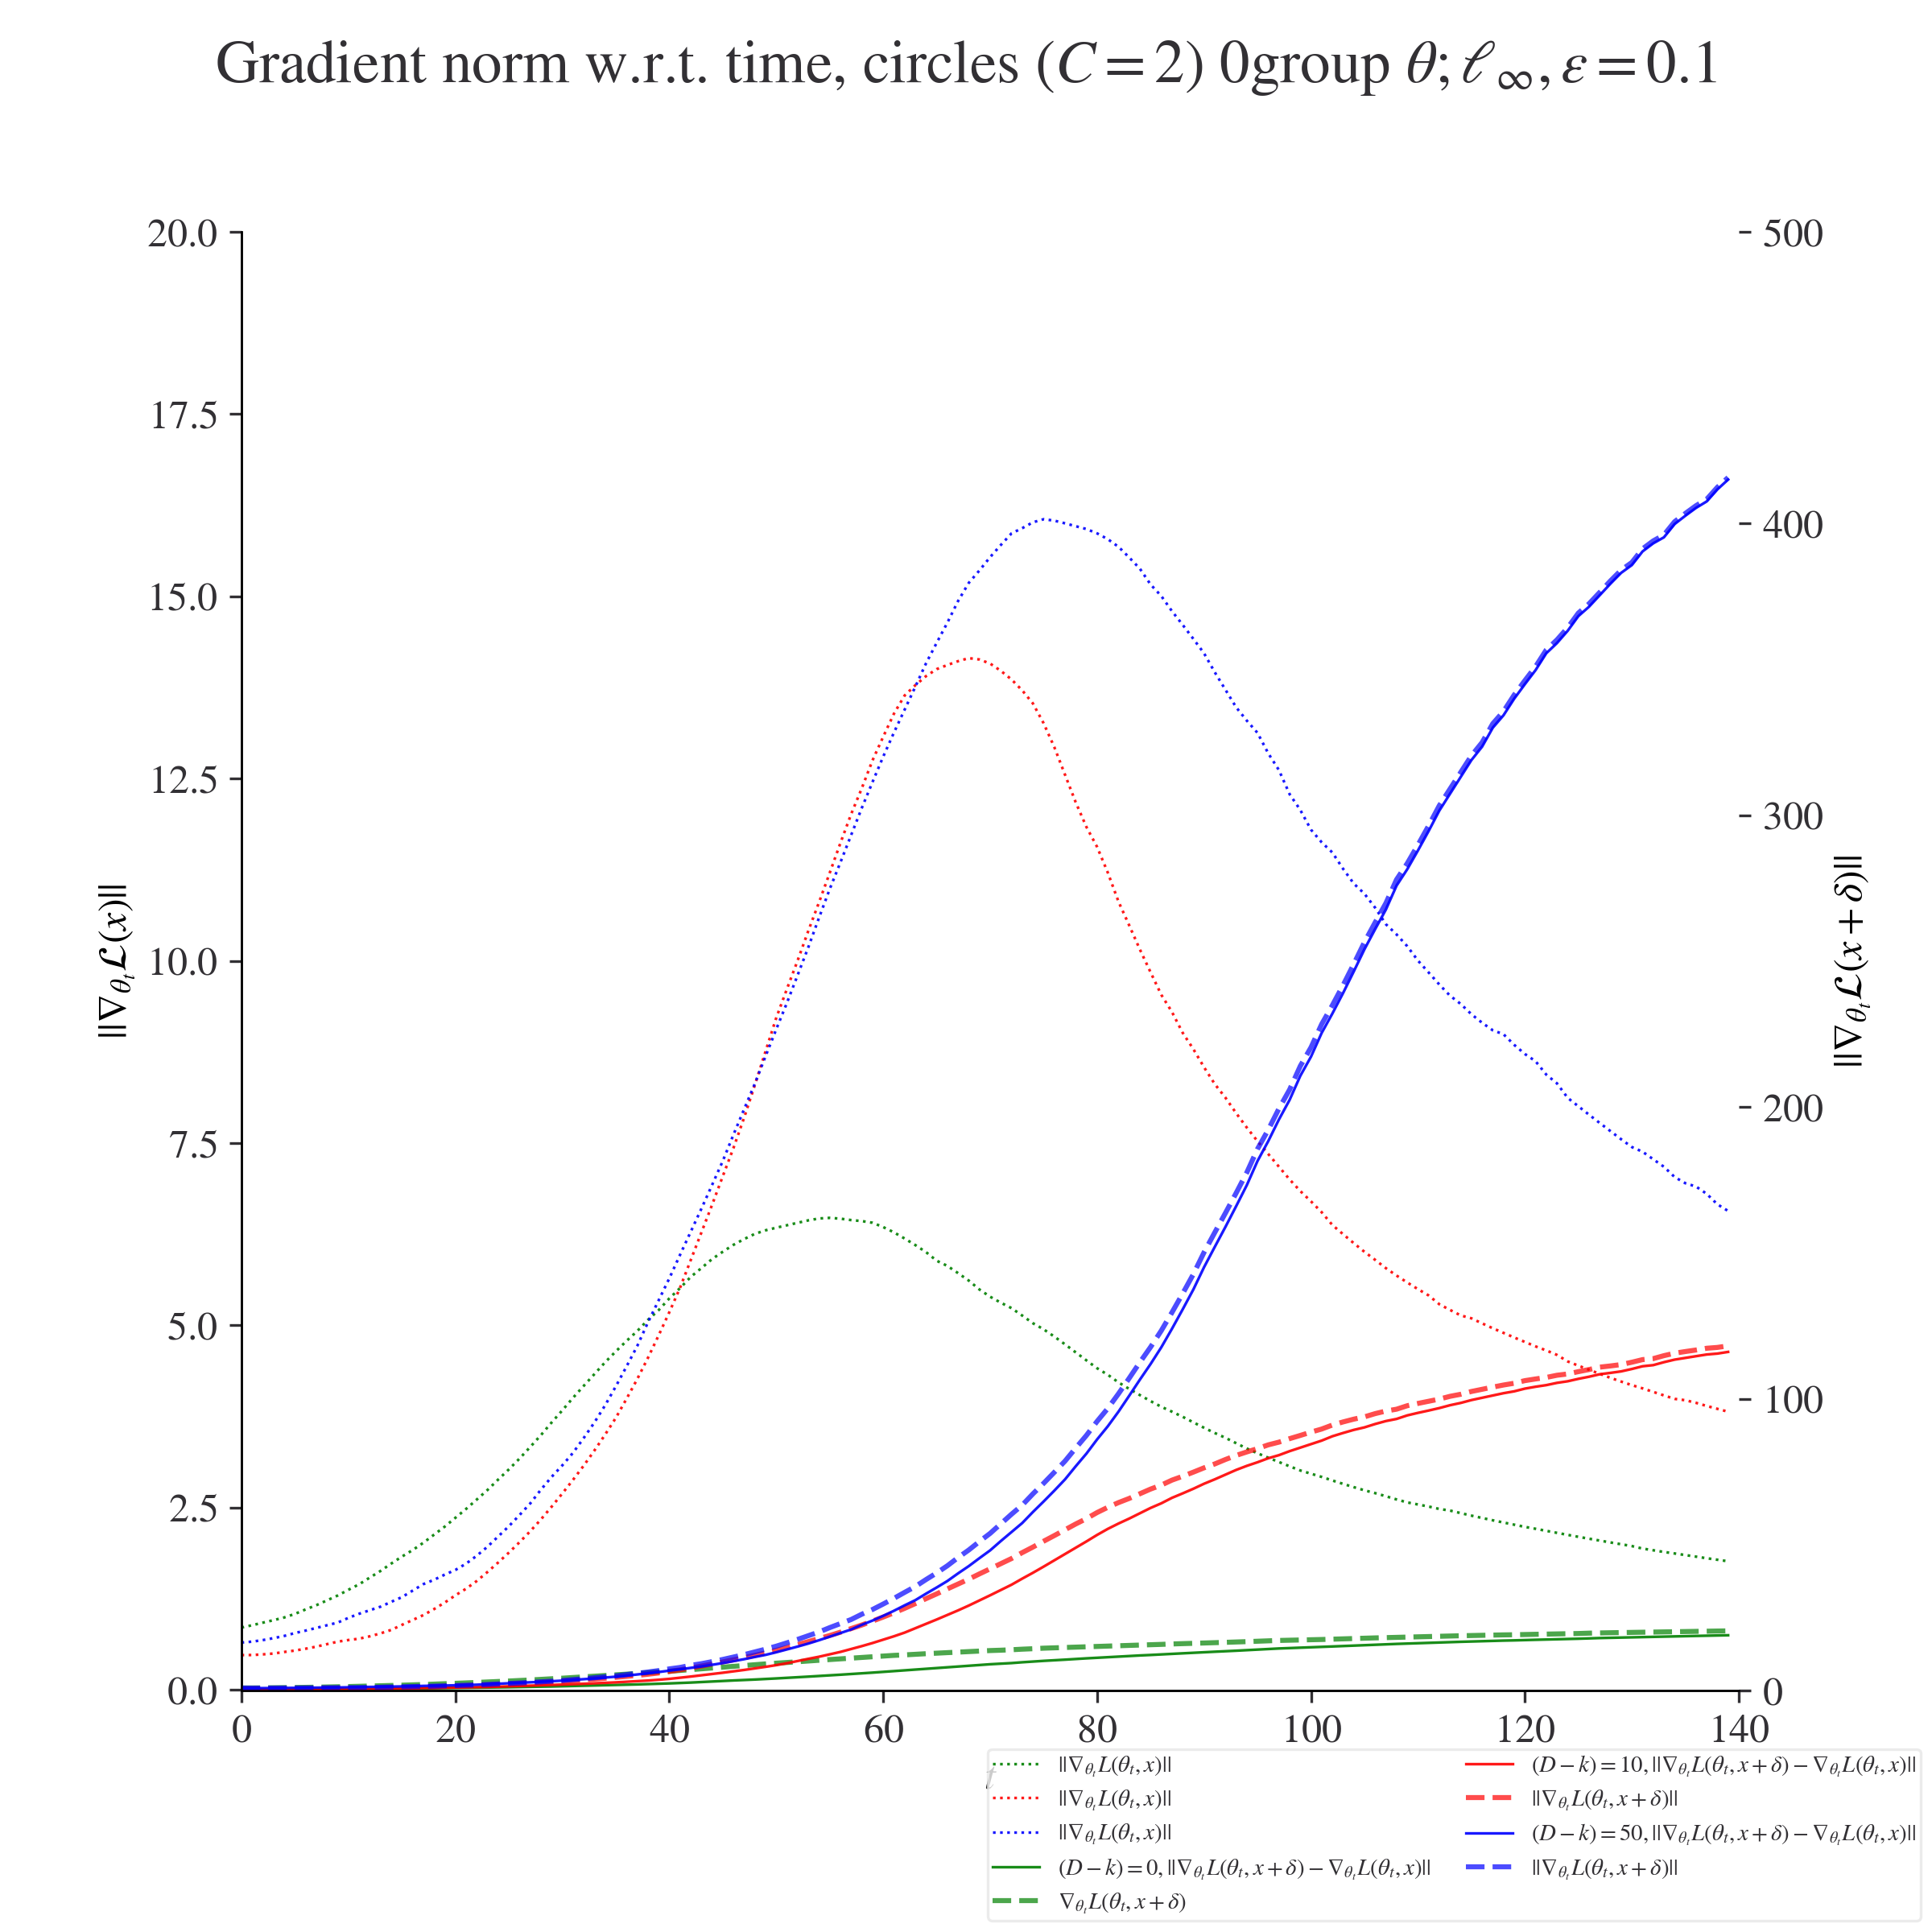 Gradient norm w.r.t. time, circles (C = 2) 0group θ; ℓ∞, ε = 0.1
20.0
17.5
15.0
12.5
10.0
7.5
5.0
2.5
0.0
||∇θₜℒ(x)||
500
400
300
200
100
0
||∇θₜℒ(x + δ)||
0 20 40 60 80 100 120 140
t
||∇θₜL(θₜ, x)||
||∇θₜL(θₜ, x)||
||∇θₜL(θₜ, x)||
(D − k) = 0, ||∇θₜL(θₜ, x + δ) − ∇θₜL(θₜ, x)||
∇θₜL(θₜ, x + δ)
(D − k) = 10, ||∇θₜL(θₜ, x + δ) − ∇θₜL(θₜ, x)||
||∇θₜL(θₜ, x + δ)||
(D − k) = 50, ||∇θₜL(θₜ, x + δ) − ∇θₜL(θₜ, x)||
||∇θₜL(θₜ, x + δ)||